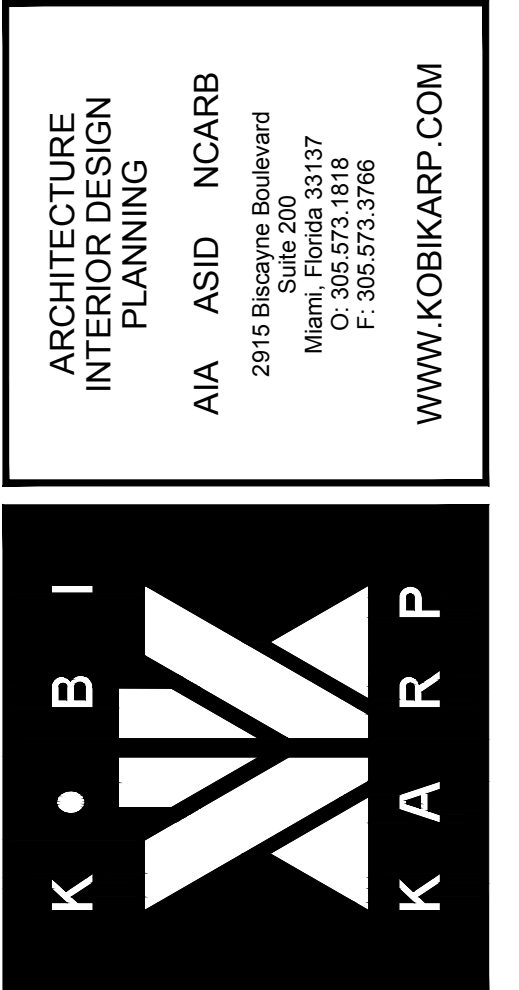 K • B I
K A R P
ARCHITECTURE
INTERIOR DESIGN
PLANNING
AIA ASID NCARB
2915 Biscayne Boulevard
Suite 200
Miami, Florida 33137
O: 305.573.1818
F: 305.573.3766
WWW.KOBIKARP.COM